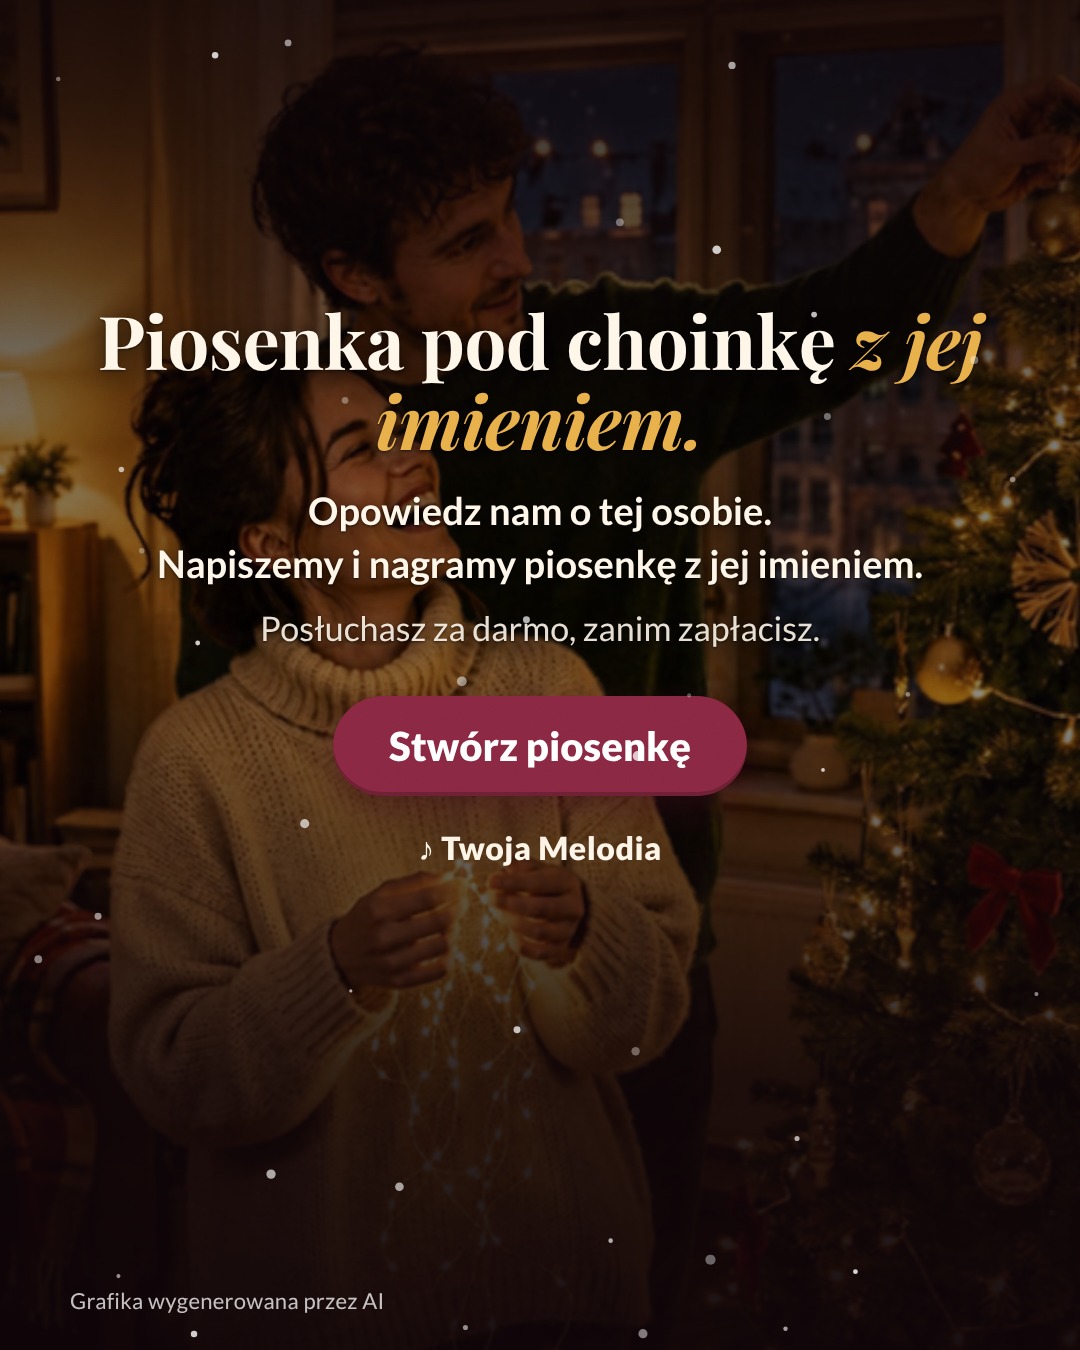 Piosenka pod choinkę z jej
imieniem.
Opowiedz nam o tej osobie.
Napiszemy i nagramy piosenkę z jej imieniem.
Posłuchasz za darmo, zanim zapłacisz.
Stwórz piosenkę
♪ Twoja Melodia
Grafika wygenerowana przez AI